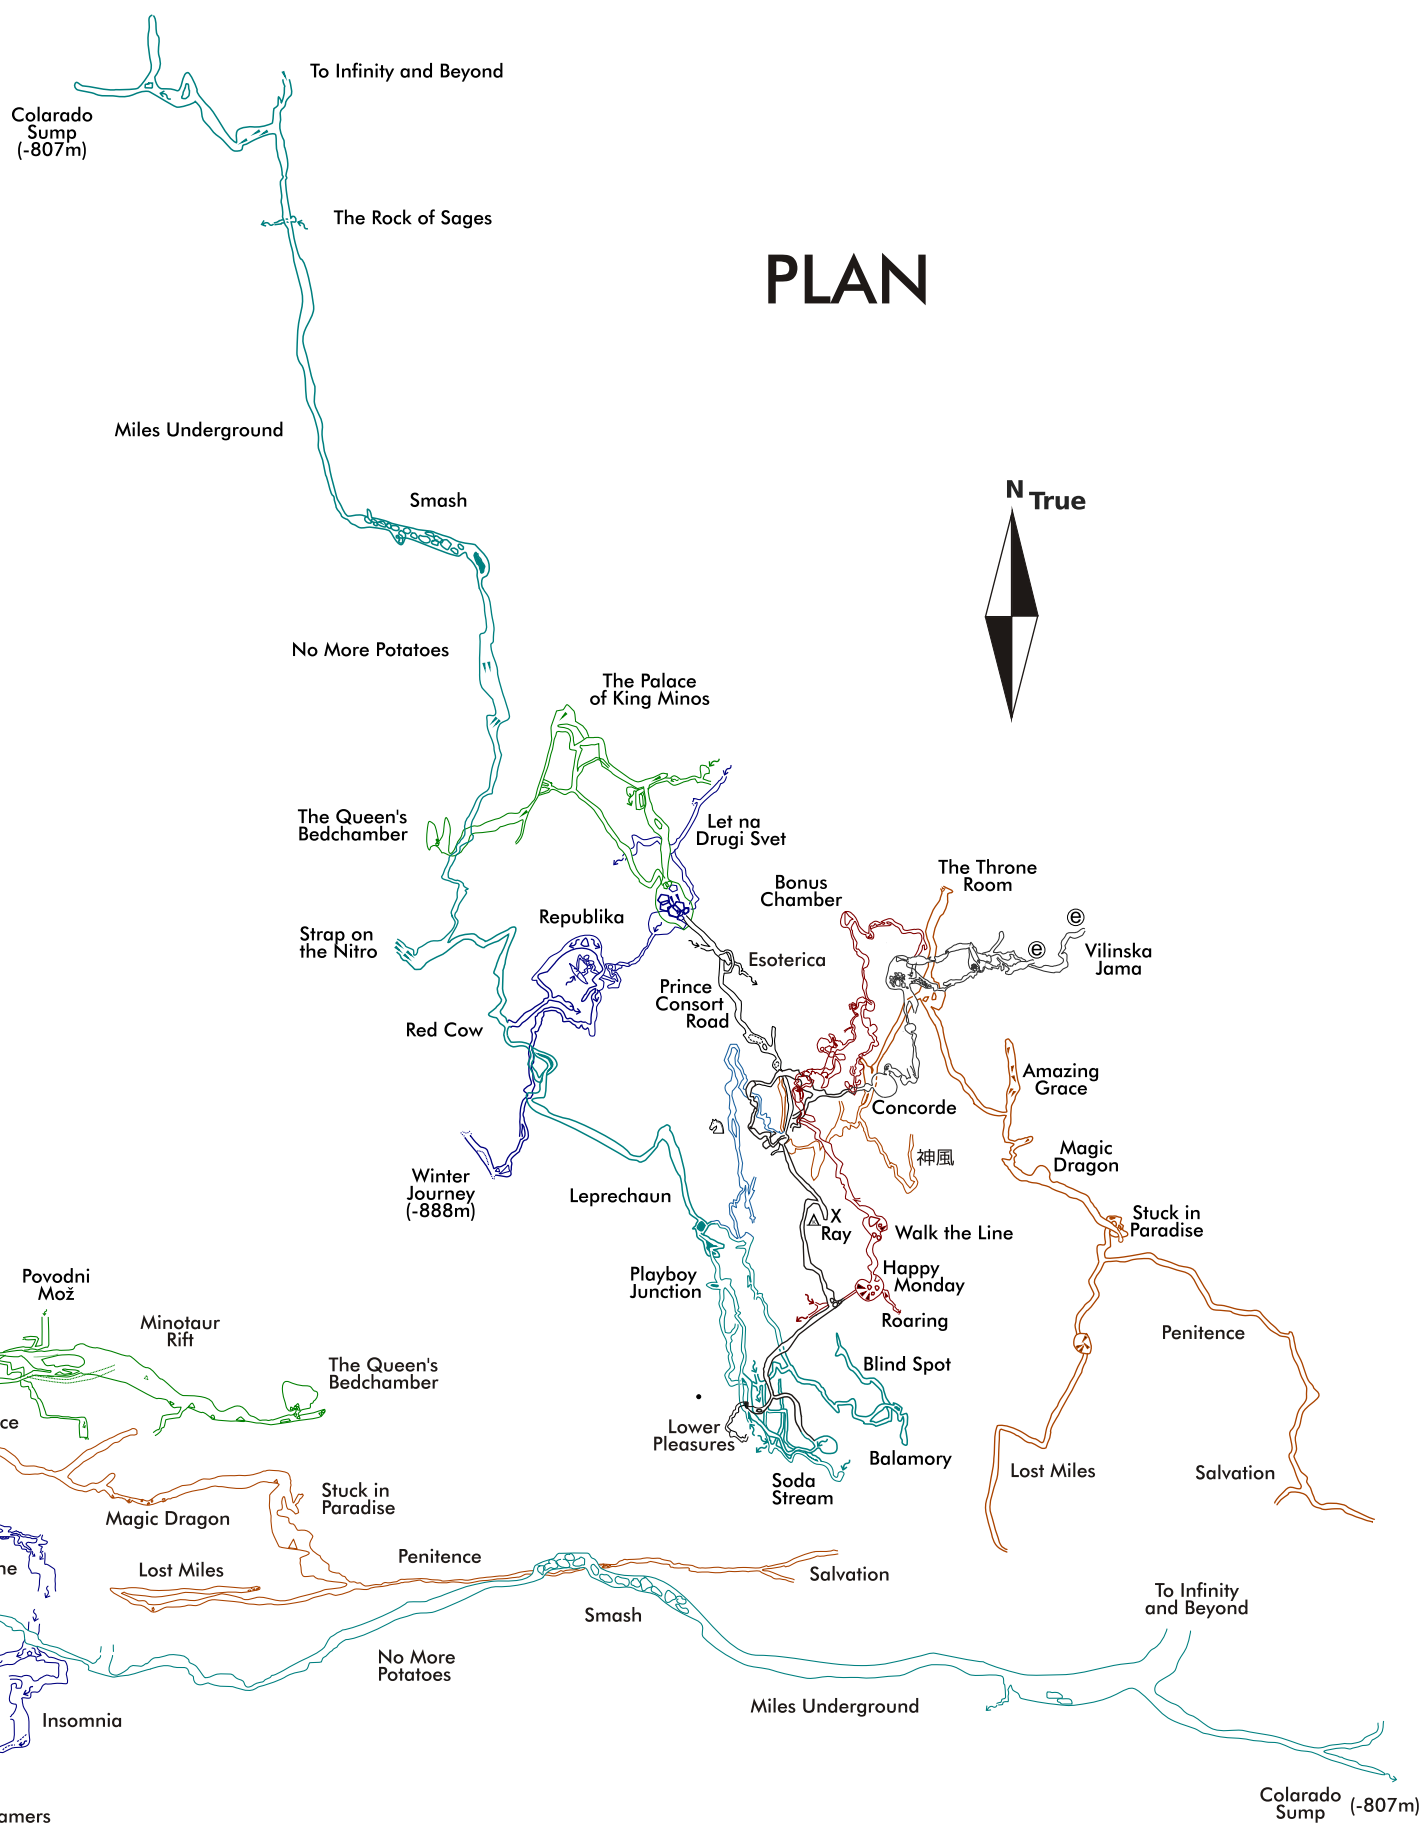 To Infinity and Beyond
Colarado
Sump
(-807m)
The Rock of Sages
PLAN
Miles Underground
Smash
N
True
No More Potatoes
The Palace
of King Minos
The Queen's
Bedchamber
Let na
Drugi Svet
The Throne
Room
Bonus
Chamber
Republika
e
e
Strap on
the Nitro
Vilinska
Jama
Esoterica
Prince
Consort
Road
Red Cow
Amazing
Grace
Concorde
神風
Magic
Dragon
Winter
Journey
(-888m)
Leprechaun
X
Ray
Stuck in
Paradise
Walk the Line
Playboy
Junction
Happy
Monday
Roaring
Povodni
Mož
Minotaur
Rift
Penitence
The Queen's
Bedchamber
Blind Spot
ce
Lower
Pleasures
Balamory
Lost Miles
Salvation
Soda
Stream
Stuck in
Paradise
Magic Dragon
ne
Lost Miles
Penitence
Salvation
To Infinity
and Beyond
Smash
No More
Potatoes
Miles Underground
Insomnia
Colarado
Sump
(-807m)
amers